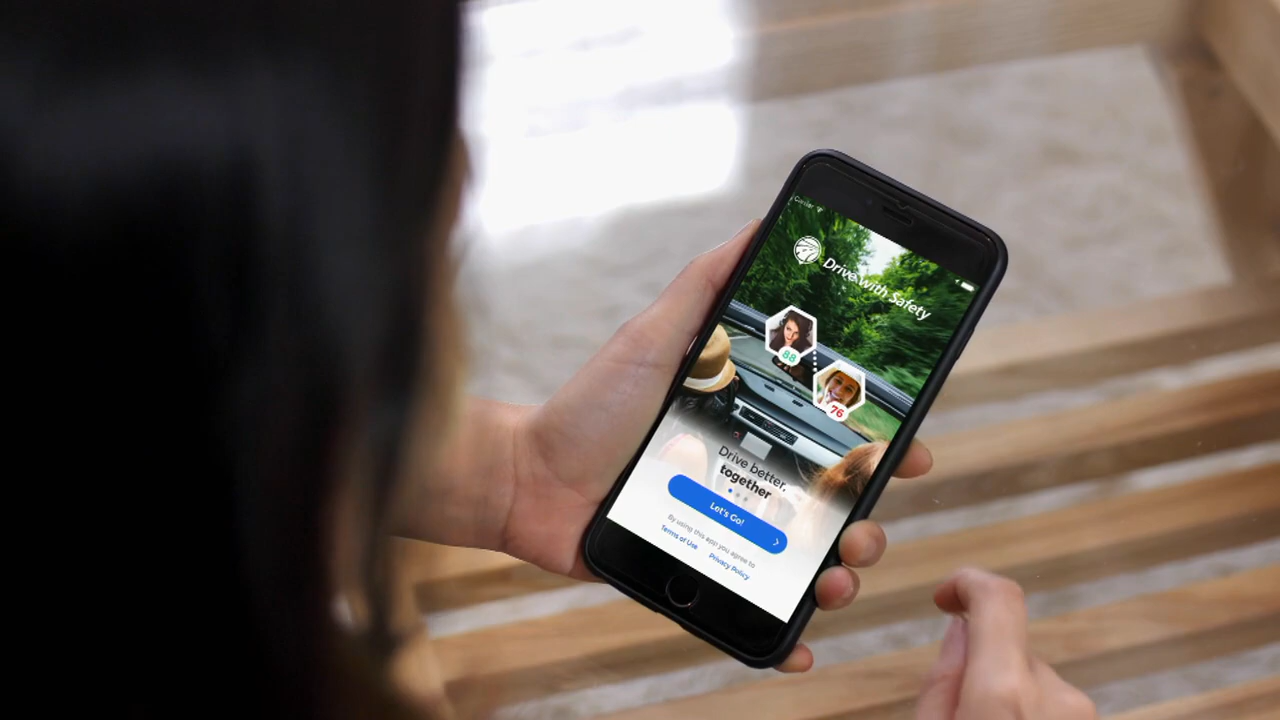 Carrier
Drive with Safety
88
76
Drive better,
together
Let's Go!
By using this app you agree to
Terms of Use Privacy Policy